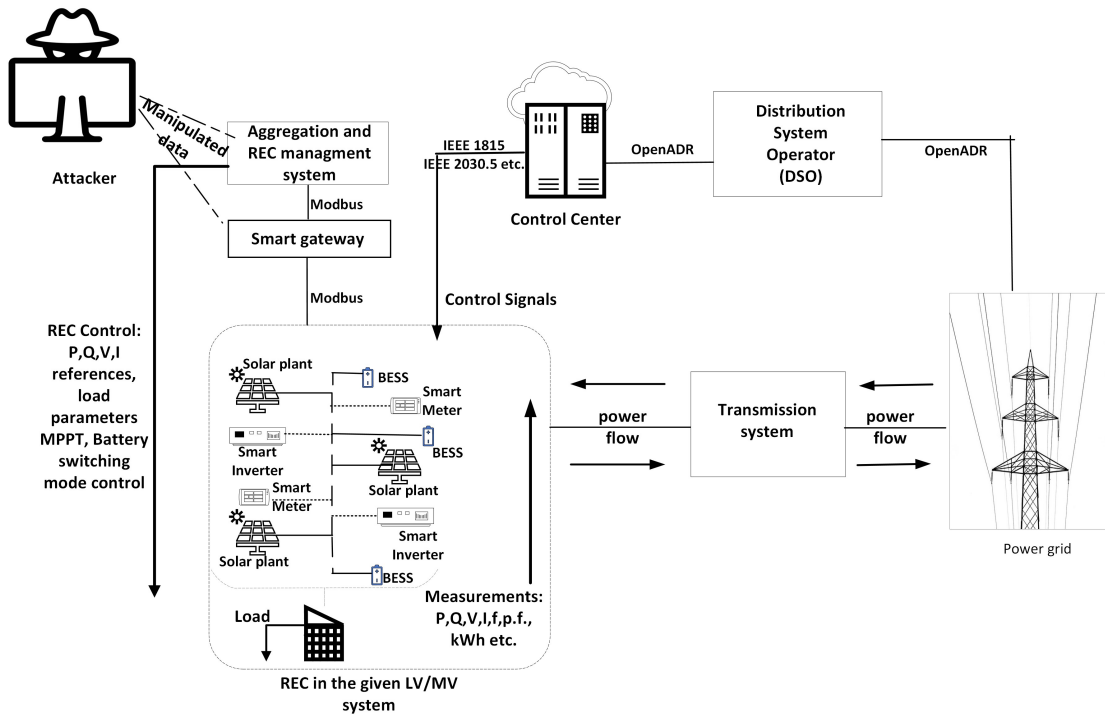 Attacker
Manipulated
data
Aggregation and
REC managment
system
Modbus
Smart gateway
Modbus
IEEE 1815
IEEE 2030.5 etc.
Control Center
OpenADR
Distribution
System
Operator
(DSO)
OpenADR
Control Signals
REC Control:
P,Q,V,I
references,
load
parameters
MPPT, Battery
switching
mode control
Solar plant
BESS
Smart
Meter
Smart
Inverter
BESS
Solar plant
Smart
Meter
Solar plant
Smart
Inverter
BESS
Measurements:
P,Q,V,I,f,p.f.,
kWh etc.
Load
REC in the given LV/MV
system
power
flow
Transmission
system
power
flow
Power grid